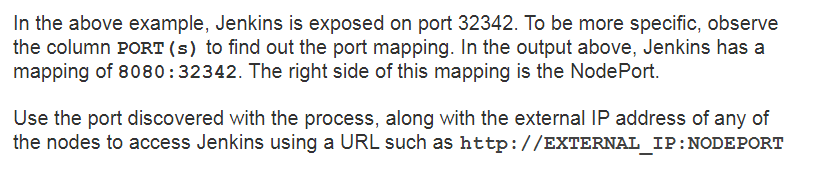 In the above example, Jenkins is exposed on port 32342. To be more specific, observe
the column PORT(s) to find out the port mapping. In the output above, Jenkins has a
mapping of 8080:32342. The right side of this mapping is the NodePort.
Use the port discovered with the process, along with the external IP address of any of
the nodes to access Jenkins using a URL such as http://EXTERNAL_IP:NODEPORT